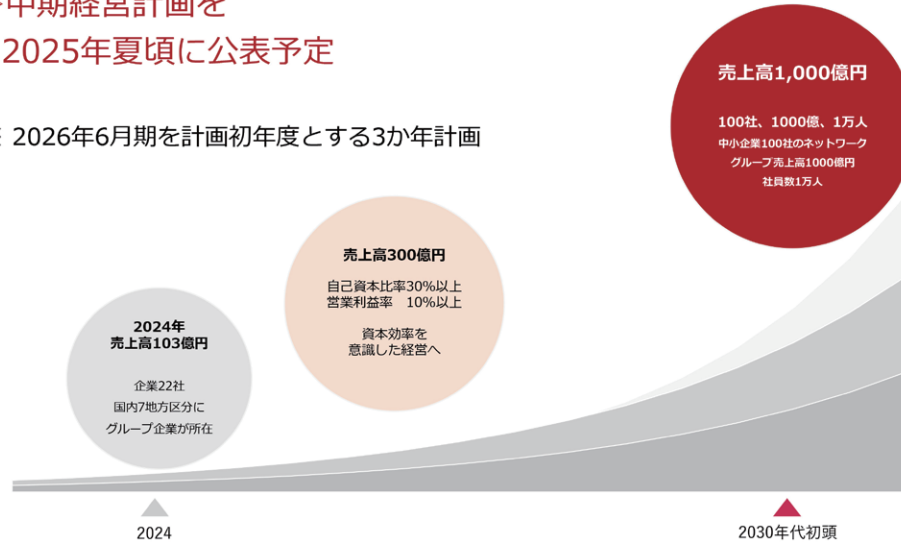 中期経営計画を
2025年夏頃に公表予定
2026年6月期を計画初年度とする3か年計画
売上高1,000億円
100社、1000億、1万人
中小企業100社のネットワーク
グループ売上高1000億円
社員数1万人
売上高300億円
自己資本比率30%以上
営業利益率 10%以上
資本効率を
意識した経営へ
2024年
売上高103億円
企業22社
国内7地方区分に
グループ企業が所在
2024
2030年代初頭